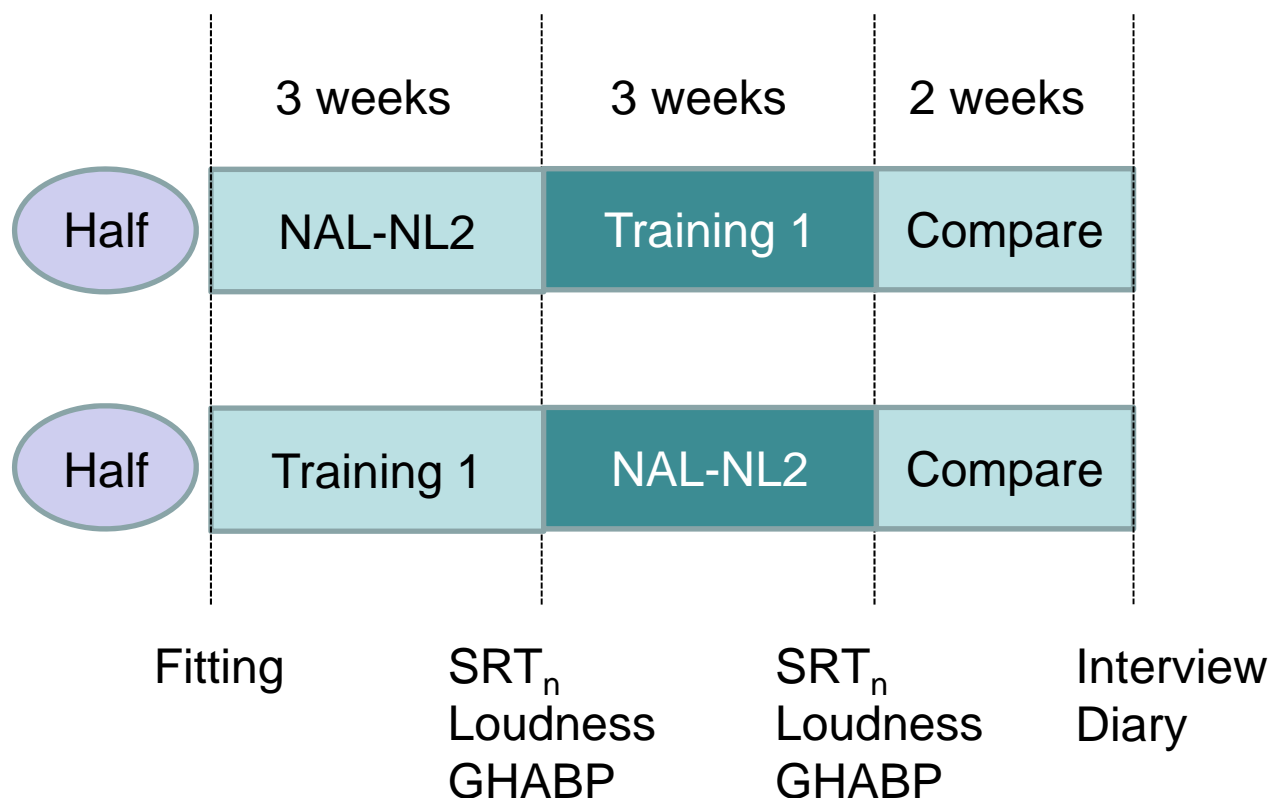 3 weeks 3 weeks 2 weeks
Half NAL-NL2 Training 1 Compare
Half Training 1 NAL-NL2 Compare
Fitting SRTn SRTn Interview
Loudness Loudness Diary
GHABP GHABP